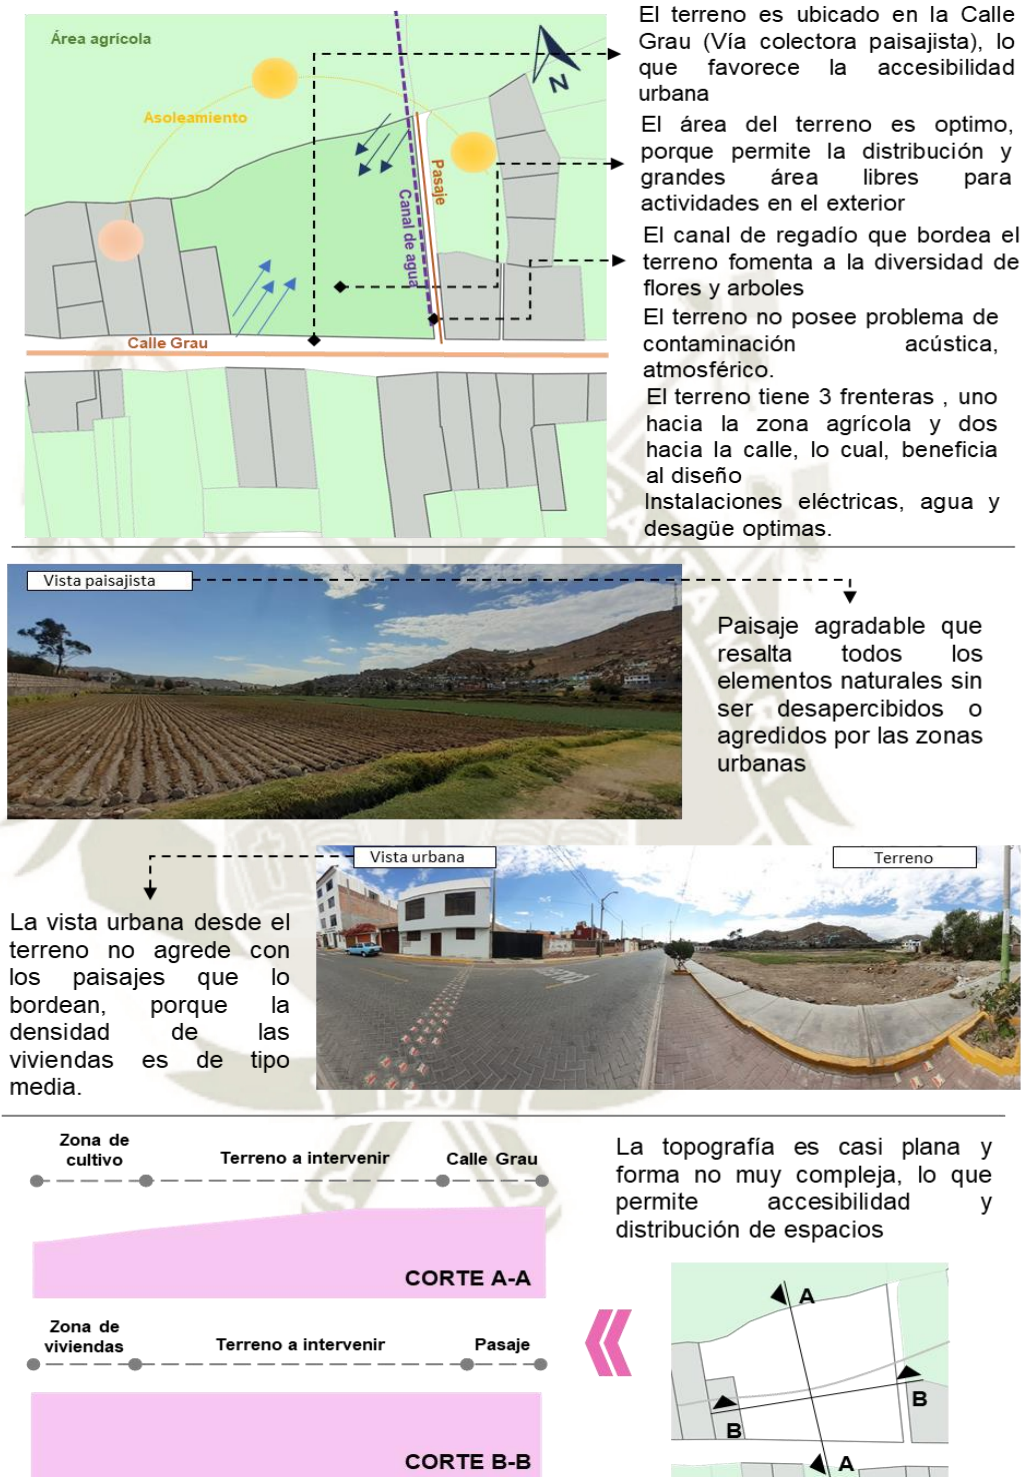 Área agrícola
Asoleamiento
Pasaje
Canal de agua
Calle Grau
N
El terreno es ubicado en la Calle
Grau (Vía colectora paisajista), lo
que favorece la accesibilidad
urbana
El área del terreno es optimo,
porque permite la distribución y
grandes área libres para
actividades en el exterior
El canal de regadío que bordea el
terreno fomenta a la diversidad de
flores y arboles
El terreno no posee problema de
contaminación acústica,
atmosférico.
El terreno tiene 3 frenteras , uno
hacia la zona agrícola y dos
hacia la calle, lo cual, beneficia
al diseño
Instalaciones eléctricas, agua y
desagüe optimas.
Vista paisajista
Paisaje agradable que
resalta todos los
elementos naturales sin
ser desapercibidos o
agredidos por las zonas
urbanas
Vista urbana
Terreno
La vista urbana desde el
terreno no agrede con
los paisajes que lo
bordean, porque la
densidad de las
viviendas es de tipo
media.
Zona de
cultivo
Terreno a intervenir
Calle Grau
CORTE A-A
Zona de
viviendas
Terreno a intervenir
Pasaje
CORTE B-B
La topografía es casi plana y
forma no muy compleja, lo que
permite accesibilidad y
distribución de espacios
A
B
B
A